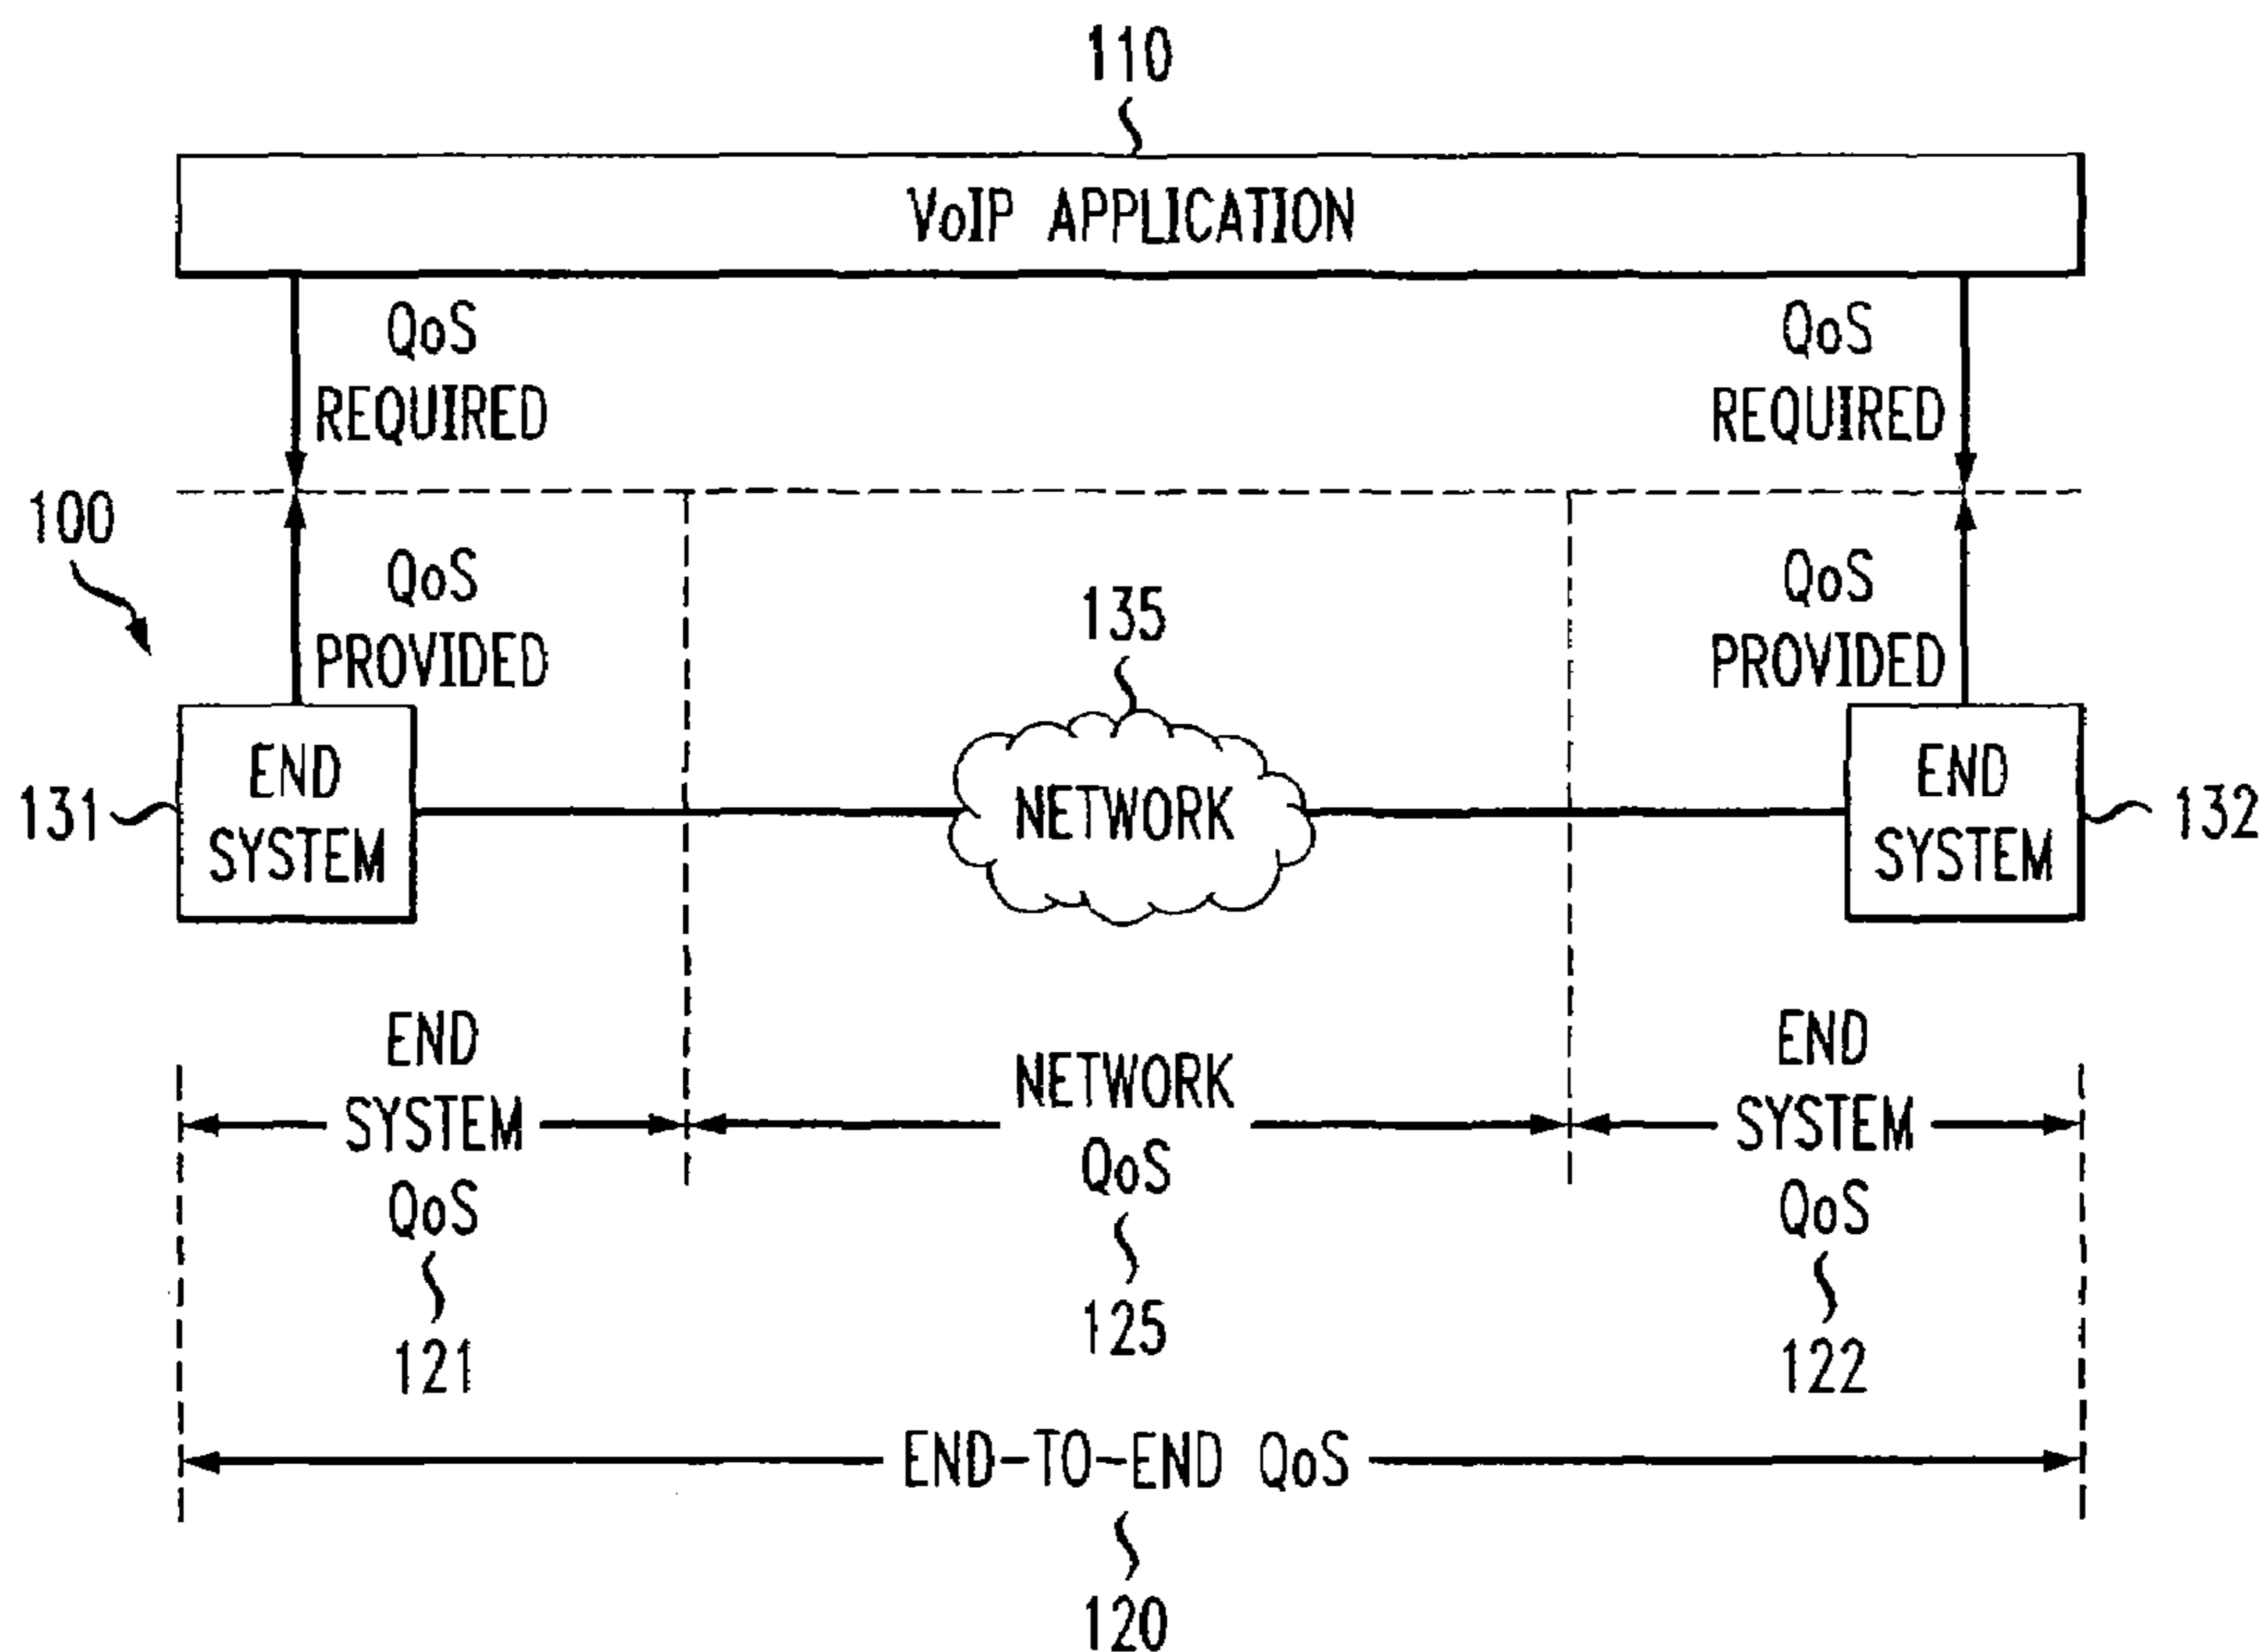 110
VoIP APPLICATION
QoS
REQUIRED
QoS
REQUIRED
100
QoS
PROVIDED
135
QoS
PROVIDED
131
END
SYSTEM
NETWORK
END
SYSTEM
132
END
SYSTEM
QoS
121
NETWORK
QoS
125
END
SYSTEM
QoS
122
END-TO-END QoS
120